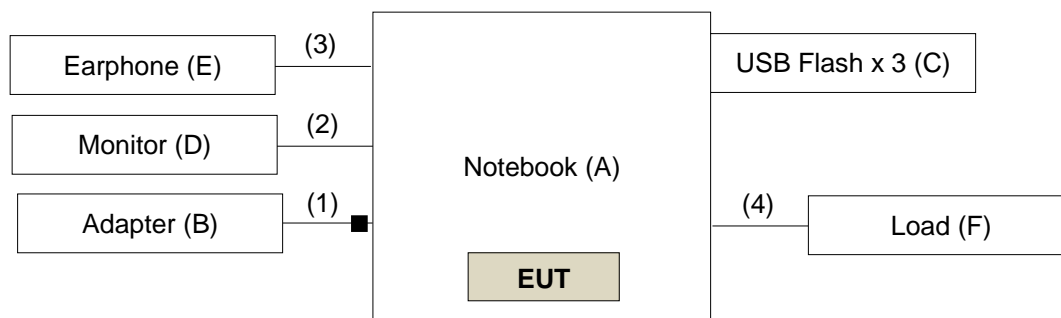 Earphone (E)
(3)
USB Flash x 3 (C)
Monitor (D)
(2)
Notebook (A)
Adapter (B)
(1)
(4)
Load (F)
EUT